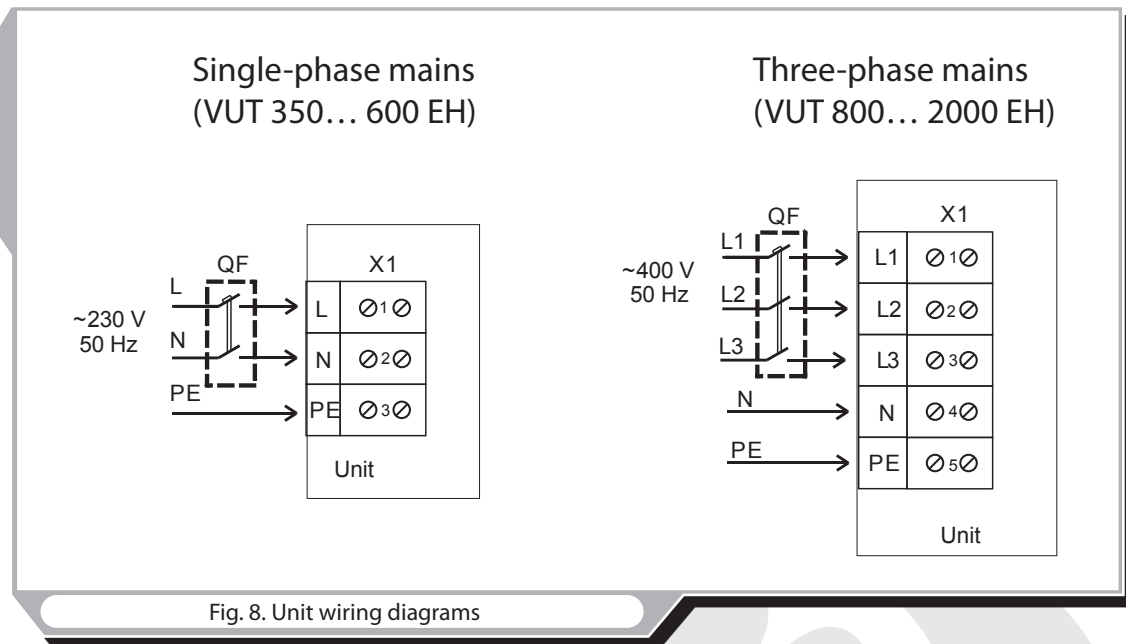 Single-phase mains
(VUT 350… 600 EH)
Three-phase mains
(VUT 800… 2000 EH)
QF
X1
L
L
1
~230 V
50 Hz
N
N
2
PE
PE
3
Unit
QF
X1
L1
L1
1
~400 V
50 Hz
L2
L2
2
L3
L3
3
N
N
4
PE
PE
5
Unit
Fig. 8. Unit wiring diagrams